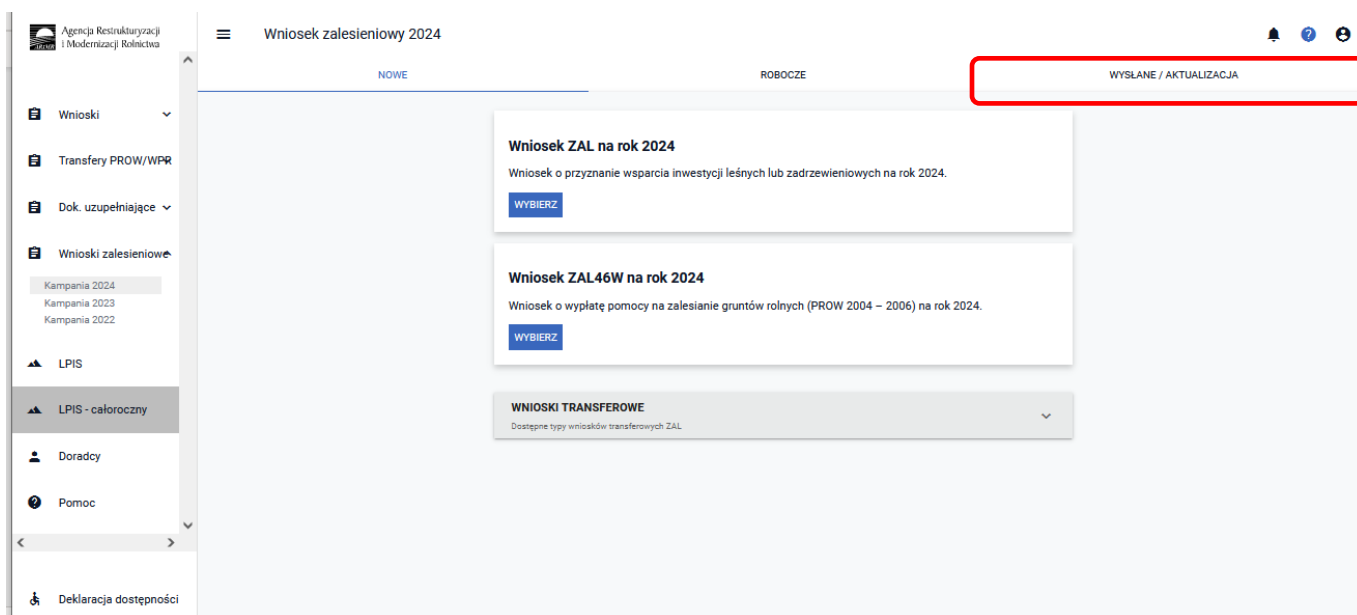 Agencja Restrukturyzacji
i Modernizacji Rolnictwa
Wniosek zalesieniowy 2024
NOWE
ROBOCZE
WYSŁANE / AKTUALIZACJA
Wnioski
Transfery PROW/WPR
Dok. uzupełniające
Wnioski zalesieniowe
Kampania 2024
Kampania 2023
Kampania 2022
LPIS
LPIS - całoroczny
Doradcy
Pomoc
Deklaracja dostępności
Wniosek ZAL na rok 2024
Wniosek o przyznanie wsparcia inwestycji leśnych lub zadrzewieniowych na rok 2024.
WYBIERZ
Wniosek ZAL46W na rok 2024
Wniosek o wypłatę pomocy na zalesianie gruntów rolnych (PROW 2004 – 2006) na rok 2024.
WYBIERZ
WNIOSKI TRANSFEROWE
Dostępne typy wniosków transferowych ZAL